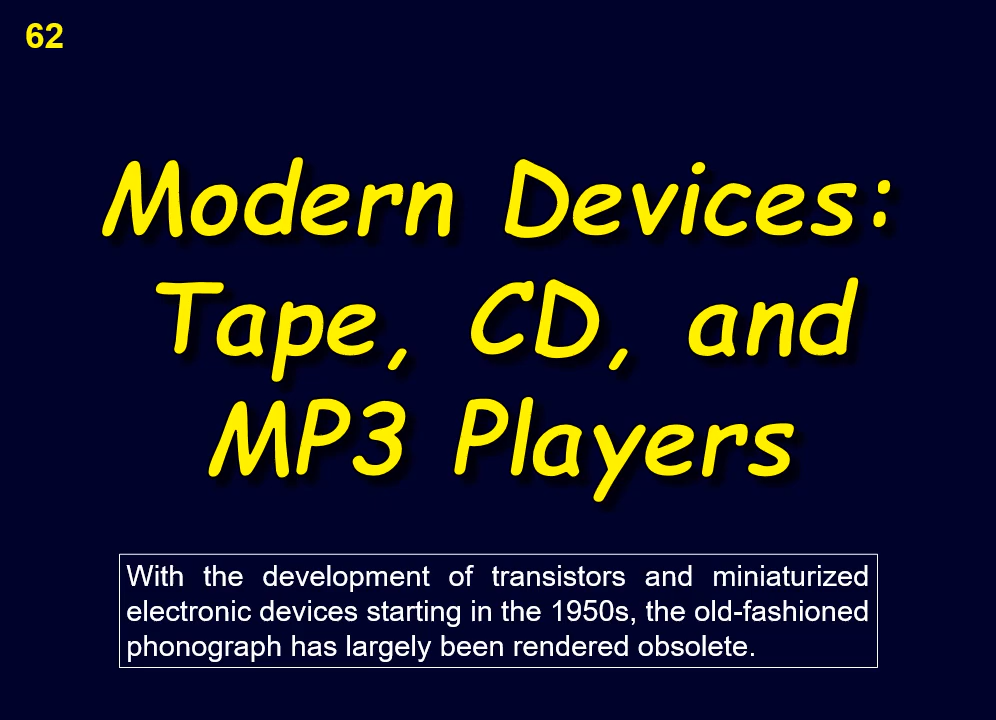 62
Modern Devices:
Tape, CD, and
MP3 Players
With the development of transistors and miniaturized
electronic devices starting in the 1950s, the old-fashioned
phonograph has largely been rendered obsolete.